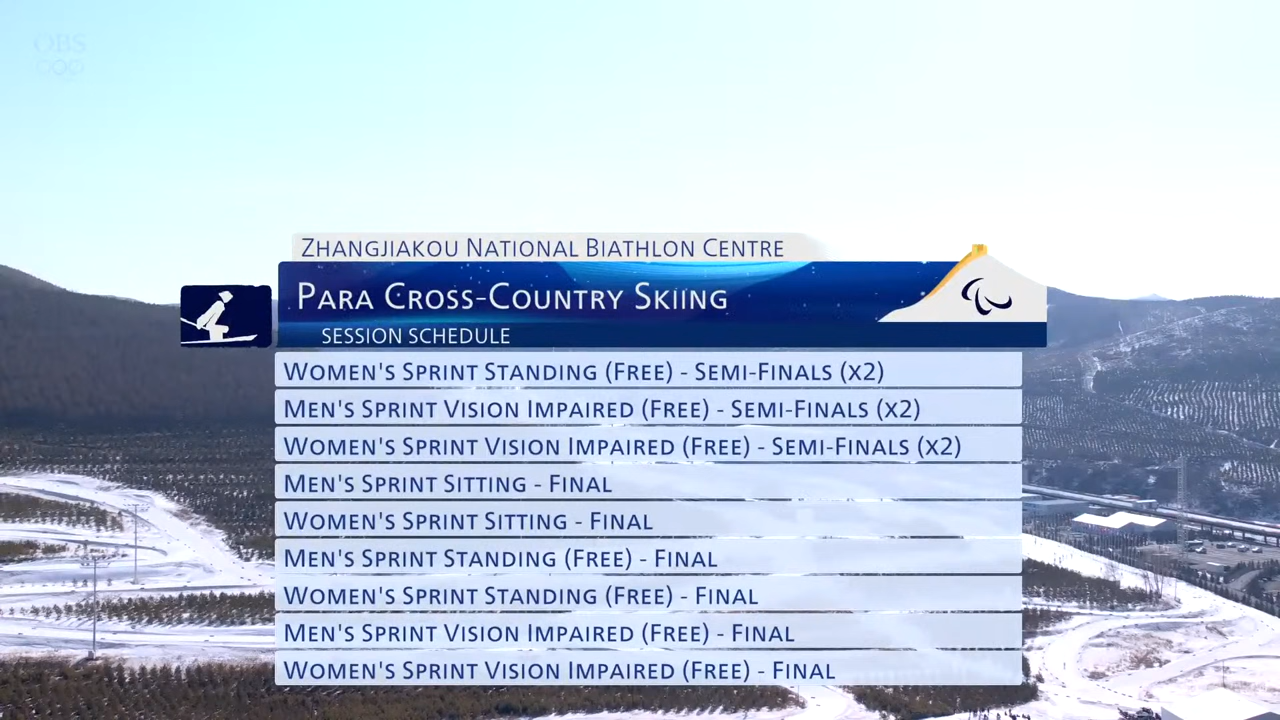 OBS
Zhangjiakou National Biathlon Centre
Para Cross-Country Skiing
SESSION SCHEDULE
Women's Sprint Standing (Free) - Semi-Finals (x2)
Men's Sprint Vision Impaired (Free) - Semi-Finals (x2)
Women's Sprint Vision Impaired (Free) - Semi-Finals (x2)
Men's Sprint Sitting - Final
Women's Sprint Sitting - Final
Men's Sprint Standing (Free) - Final
Women's Sprint Standing (Free) - Final
Men's Sprint Vision Impaired (Free) - Final
Women's Sprint Vision Impaired (Free) - Final